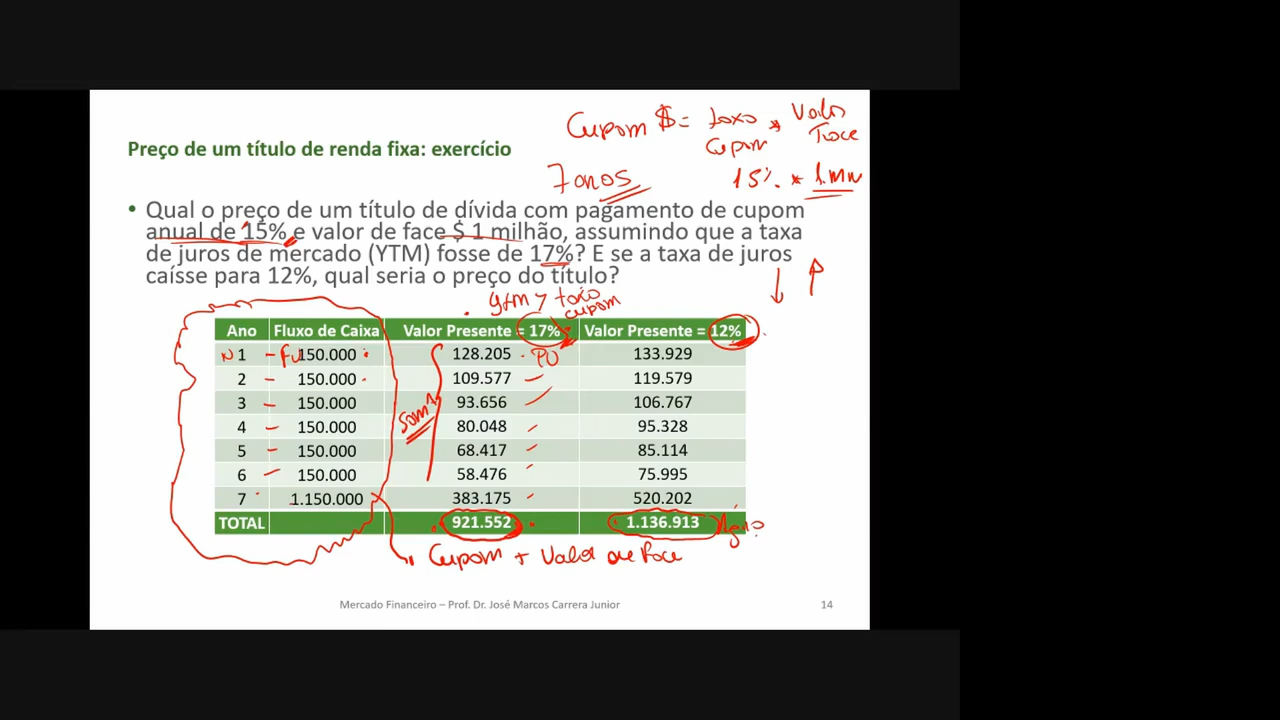 Cupom $ = taxa cupom * Valor Face
Preço de um título de renda fixa: exercício
7 anos
15% * 1.MM
• Qual o preço de um título de dívida com pagamento de cupom
anual de 15% e valor de face $ 1 milhão, assumindo que a taxa
de juros de mercado (YTM) fosse de 17%? E se a taxa de juros
caísse para 12%, qual seria o preço do título?
ytm > taxa cupom
Ano Fluxo de Caixa Valor Presente = 17% Valor Presente = 12%
N 1 - FV 150.000 128.205 133.929
2 - 150.000 109.577 119.579
3 - 150.000 93.656 106.767
soma
4 - 150.000 80.048 95.328
5 - 150.000 68.417 85.114
6 - 150.000 58.476 75.995
7 1.150.000 383.175 520.202
TOTAL 921.552 1.136.913 Ágio
Cupom + Valor de Face
Mercado Financeiro – Prof. Dr. José Marcos Carrera Junior 14